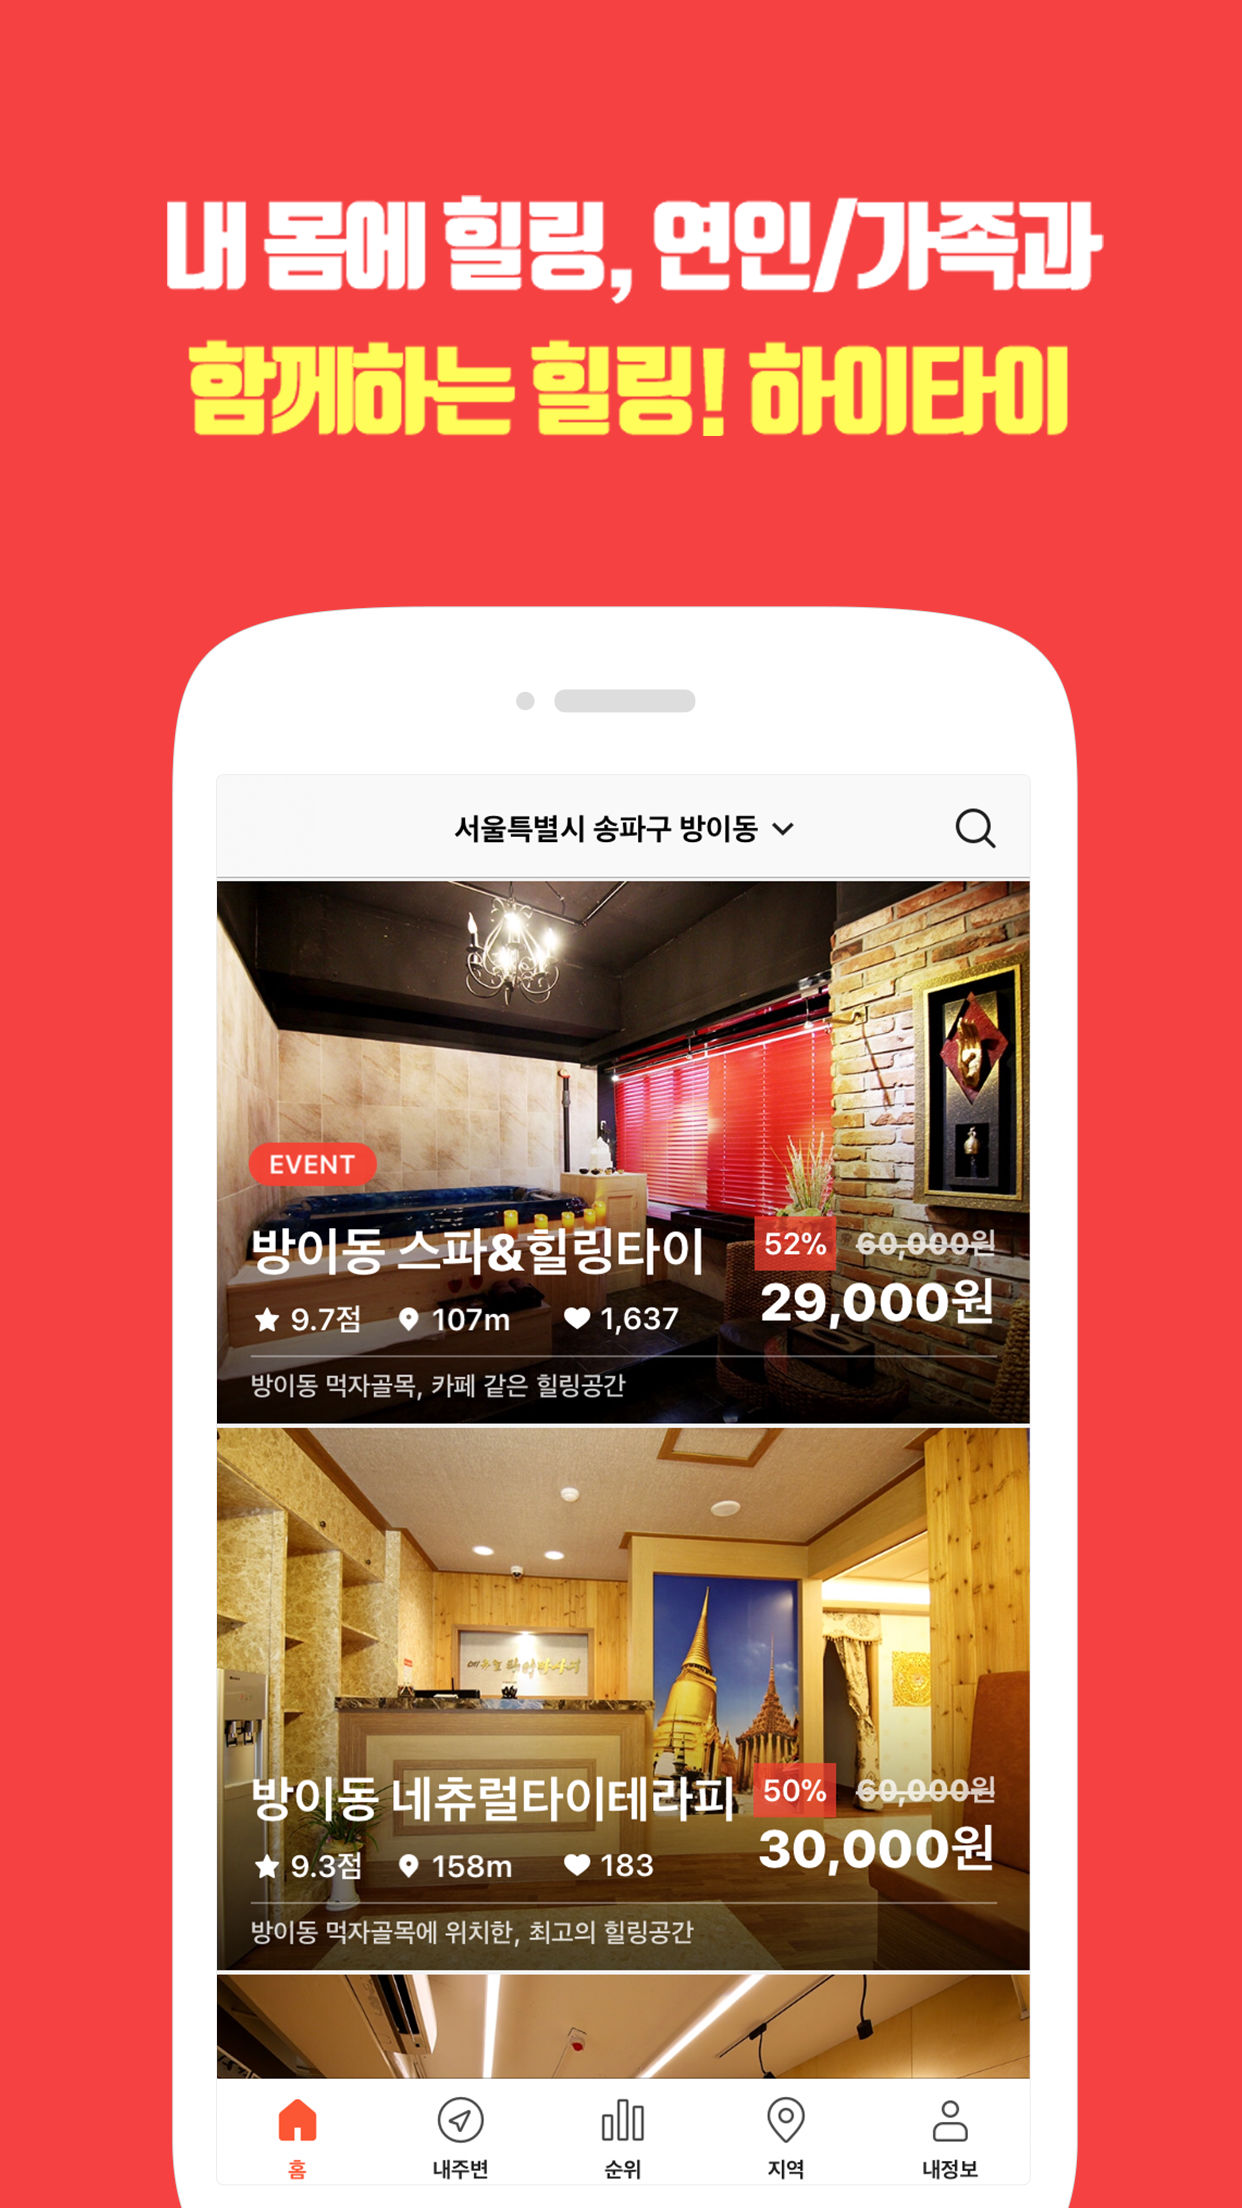 내 몸에 힐링, 연인/가족과
함께하는 힐링! 하이타이
서울특별시 송파구 방이동
EVENT
방이동 스파&힐링타이
52% 60,000원
29,000원
9.7점 107m 1,637
방이동 먹자골목, 카페 같은 힐링공간
방이동 네츄럴타이테라피
50% 60,000원
30,000원
9.3점 158m 183
방이동 먹자골목에 위치한, 최고의 힐링공간
홈 내주변 순위 지역 내정보